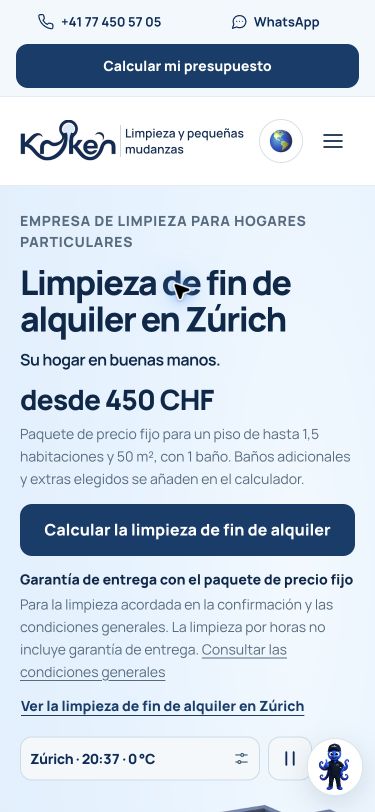 +41 77 450 57 05
WhatsApp
Calcular mi presupuesto
Kraken
Limpieza y pequeñas
mudanzas
EMPRESA DE LIMPIEZA PARA HOGARES
PARTICULARES
Limpieza de fin de
alquiler en Zúrich
Su hogar en buenas manos.
desde 450 CHF
Paquete de precio fijo para un piso de hasta 1,5
habitaciones y 50 m², con 1 baño. Baños adicionales
y extras elegidos se añaden en el calculador.
Calcular la limpieza de fin de alquiler
Garantía de entrega con el paquete de precio fijo
Para la limpieza acordada en la confirmación y las
condiciones generales. La limpieza por horas no
incluye garantía de entrega. Consultar las
condiciones generales
Ver la limpieza de fin de alquiler en Zúrich
Zúrich · 20:37 · 0 °C